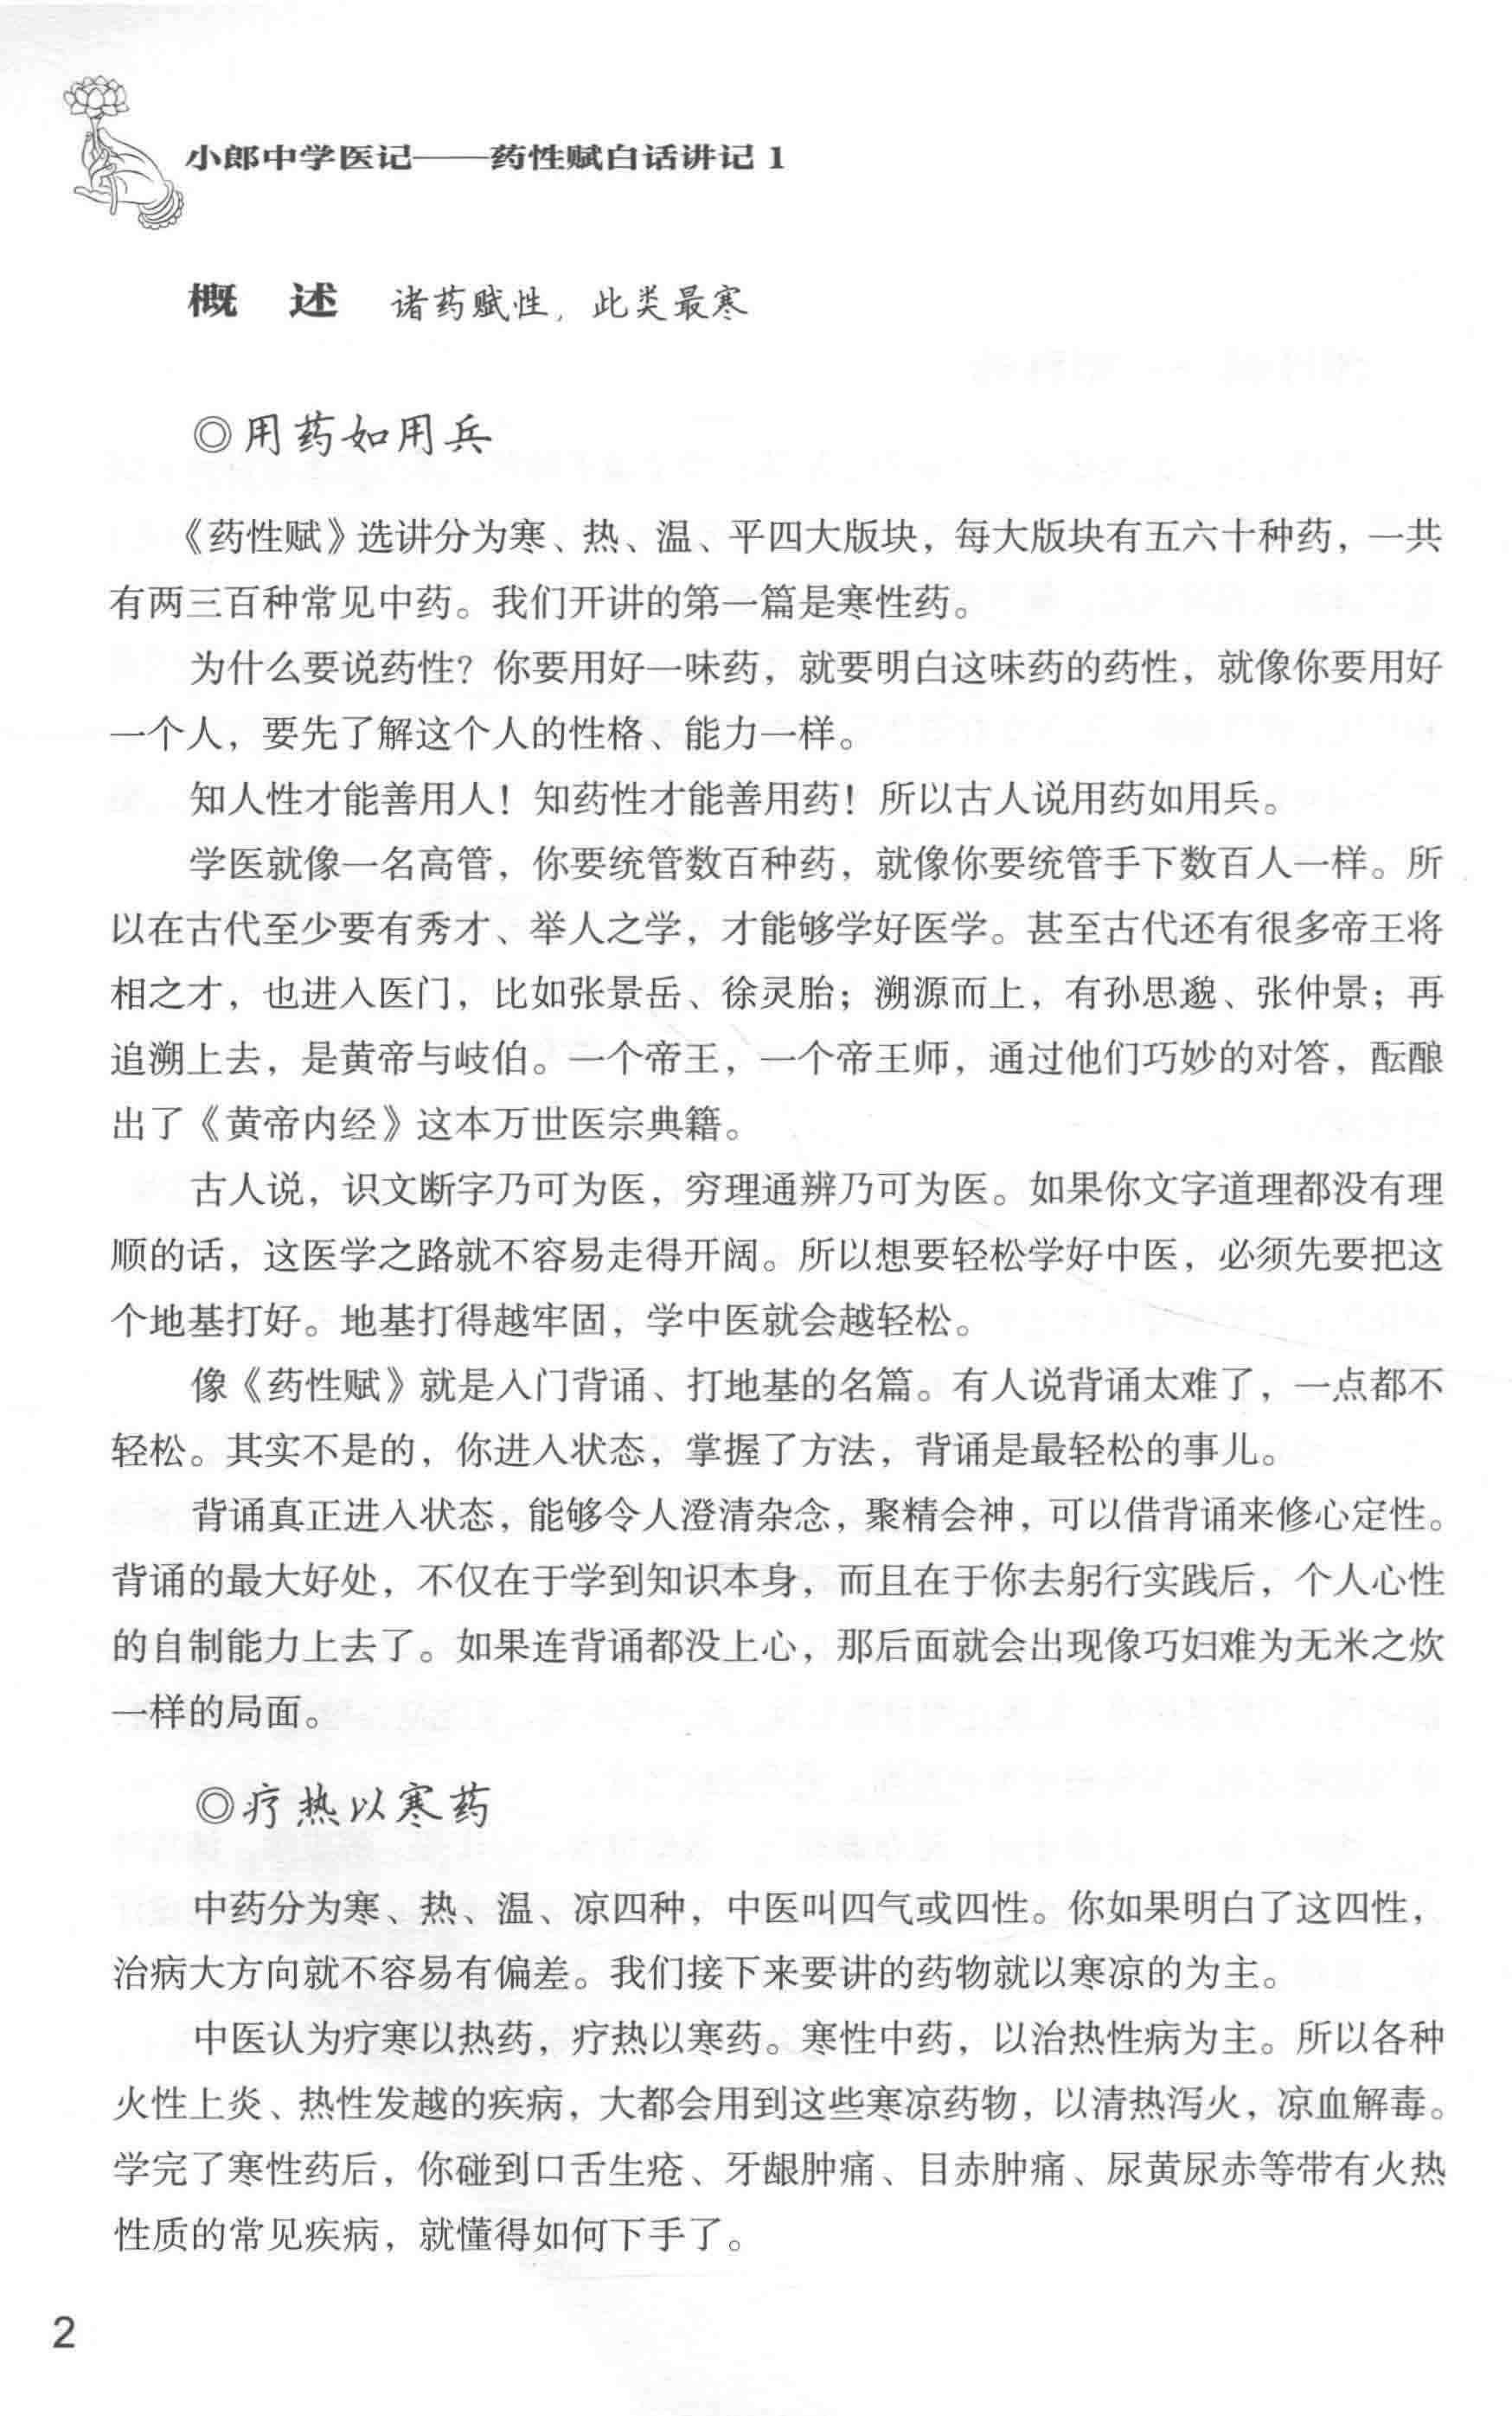 小郎中学医记——药性赋白话讲记 1
概 述 诸药赋性，此类最寒
◎用药如用兵
《药性赋》选讲分为寒、热、温、平四大版块，每大版块有五六十种药，一共
有两三百种常见中药。我们开讲的第一篇是寒性药。
为什么要说药性？你要用好一味药，就要明白这味药的药性，就像你要用好
一个人，要先了解这个人的性格、能力一样。
知人性才能善用人！知药性才能善用药！所以古人说用药如用兵。
学医就像一名高管，你要统管数百种药，就像你要统管手下数百人一样。所
以在古代至少要有秀才、举人之学，才能够学好医学。甚至古代还有很多帝王将
相之才，也进入医门，比如张景岳、徐灵胎；溯源而上，有孙思邈、张仲景；再
追溯上去，是黄帝与岐伯。一个帝王，一个帝王师，通过他们巧妙的对答，酝酿
出了《黄帝内经》这本万世医宗典籍。
古人说，识文断字乃可为医，穷理通辨乃可为医。如果你文字道理都没有理
顺的话，这医学之路就不容易走得开阔。所以想要轻松学好中医，必须先要把这
个地基打好。地基打得越牢固，学中医就会越轻松。
像《药性赋》就是入门背诵、打地基的名篇。有人说背诵太难了，一点都不
轻松。其实不是的，你进入状态，掌握了方法，背诵是最轻松的事儿。
背诵真正进入状态，能够令人澄清杂念，聚精会神，可以借背诵来修心定性。
背诵的最大好处，不仅在于学到知识本身，而且在于你去躬行实践后，个人心性
的自制能力上去了。如果连背诵都没上心，那后面就会出现像巧妇难为无米之炊
一样的局面。
◎疗热以寒药
中药分为寒、热、温、凉四种，中医叫四气或四性。你如果明白了这四性，
治病大方向就不容易有偏差。我们接下来要讲的药物就以寒凉的为主。
中医认为疗寒以热药，疗热以寒药。寒性中药，以治热性病为主。所以各种
火性上炎、热性发越的疾病，大都会用到这些寒凉药物，以清热泻火，凉血解毒。
学完了寒性药后，你碰到口舌生疮、牙龈肿痛、目赤肿痛、尿黄尿赤等带有火热
性质的常见疾病，就懂得如何下手了。
2